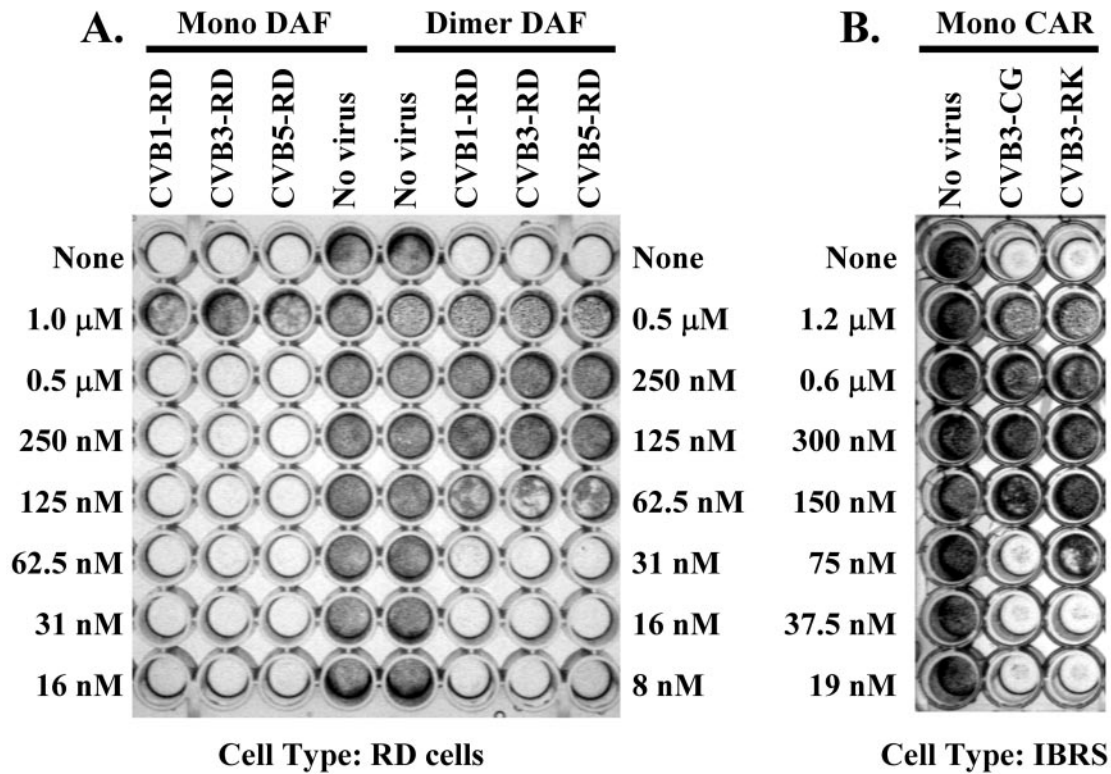 A. Mono DAF Dimer DAF B. Mono CAR
CVB1-RD CVB3-RD CVB5-RD No virus No virus CVB1-RD CVB3-RD CVB5-RD No virus CVB3-CG CVB3-RK
None None None
1.0 μM 0.5 μM 1.2 μM
0.5 μM 250 nM 0.6 μM
250 nM 125 nM 300 nM
125 nM 62.5 nM 150 nM
62.5 nM 31 nM 75 nM
31 nM 16 nM 37.5 nM
16 nM 8 nM 19 nM
Cell Type: RD cells Cell Type: IBRS